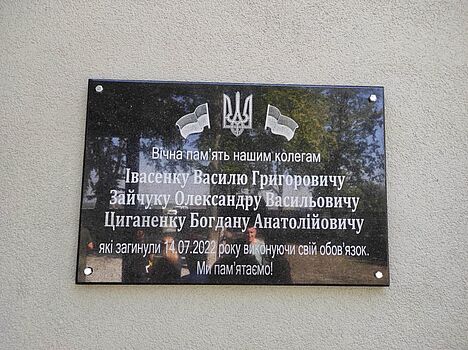 Вічна пам'ять нашим колегам
Івасенку Василю Григоровичу
Зайчуку Олександру Васильовичу
Циганенку Богдану Анатолійовичу
які загинули 14.07.2022 року виконуючи свій обов'язок.
Ми пам'ятаємо!